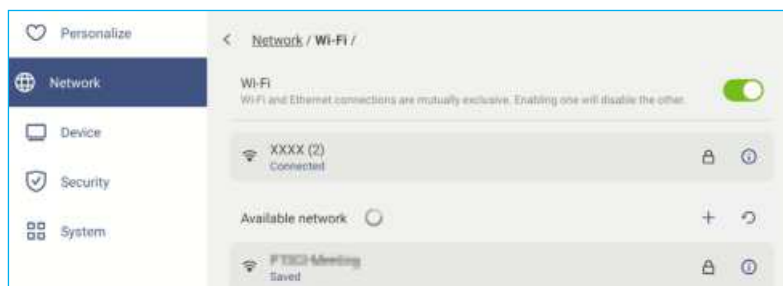 Personalize
Network
Device
Security
System
Network / Wi-Fi /
Wi-Fi
Wi-Fi and Ethernet connections are mutually exclusive. Enabling one will disable the other.
XXXX (2)
Connected
Available network
Saved